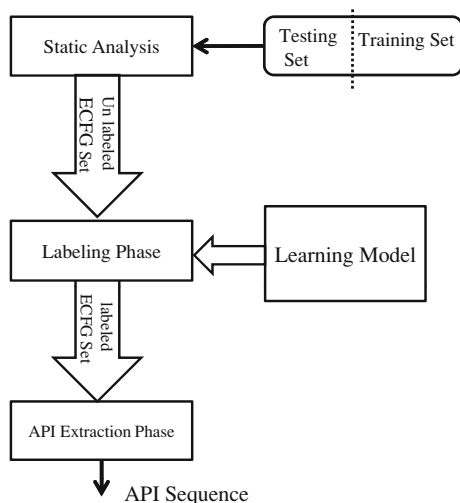 Static Analysis
Testing
Set
Training Set
Un labeled
ECFG Set
Labeling Phase
Learning Model
labeled
ECFG Set
API Extraction Phase
API Sequence